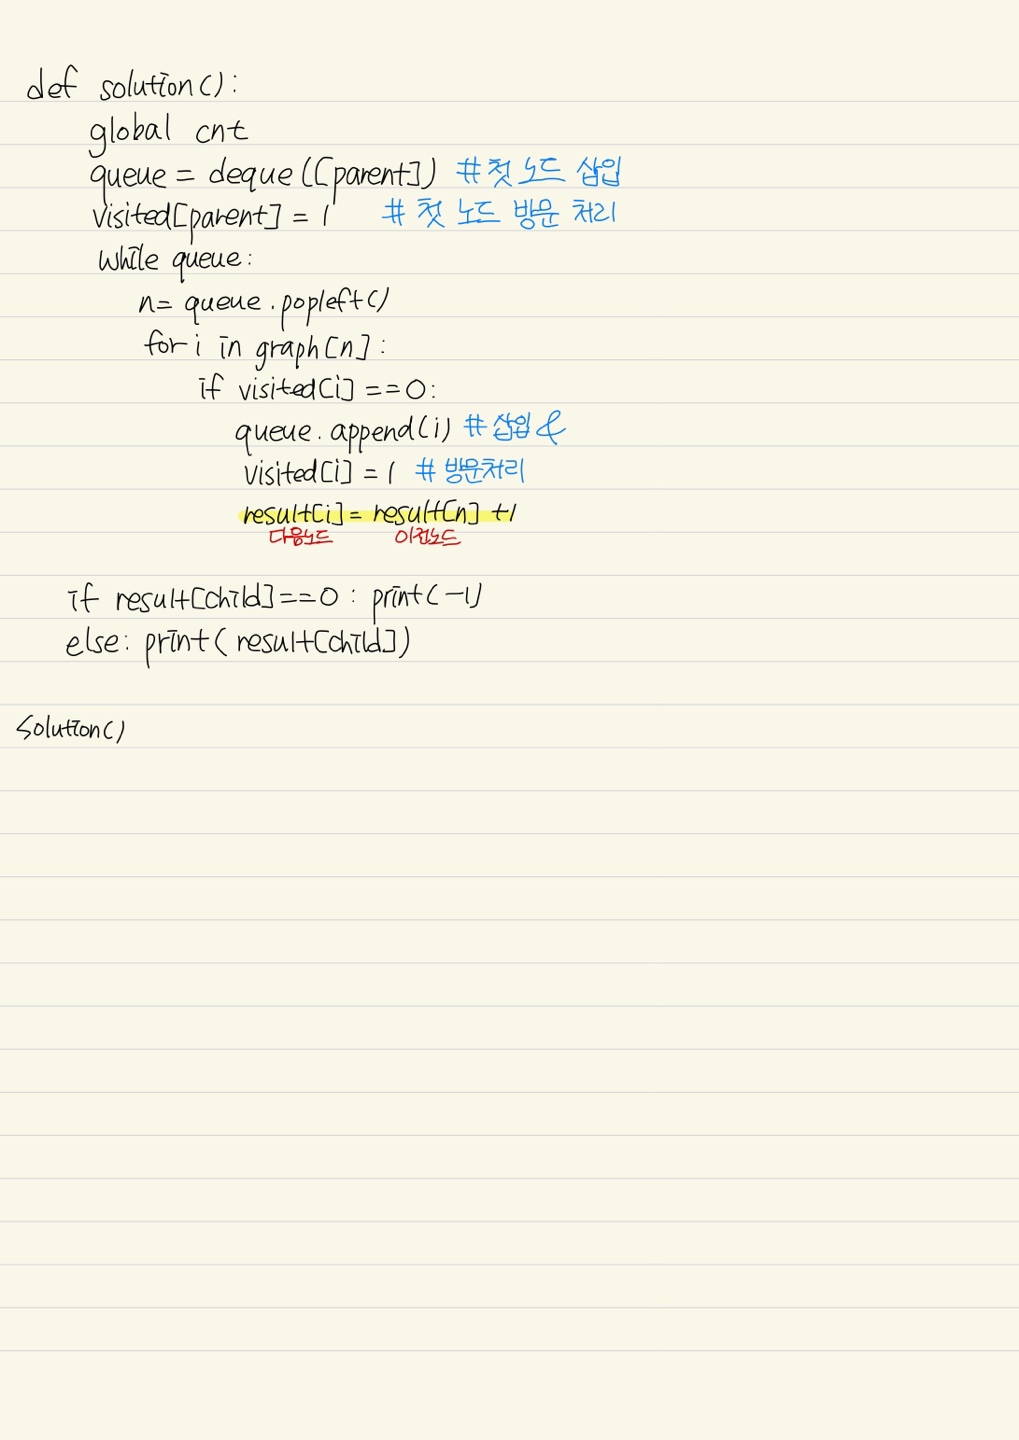 def solution():
global cnt
queue = deque([parent]) #첫 노드 삽입
visited[parent] = 1 # 첫 노드 방문 처리
while queue:
n= queue.popleft()
for i in graph[n]:
if visited[i] ==0:
queue.append(i) #삽입 &
visited[i] = 1 # 방문처리
result[i] = result[n] +1
다음노드 이전노드
if result[child]==0 : print(-1)
else: print( result[child])
solution()